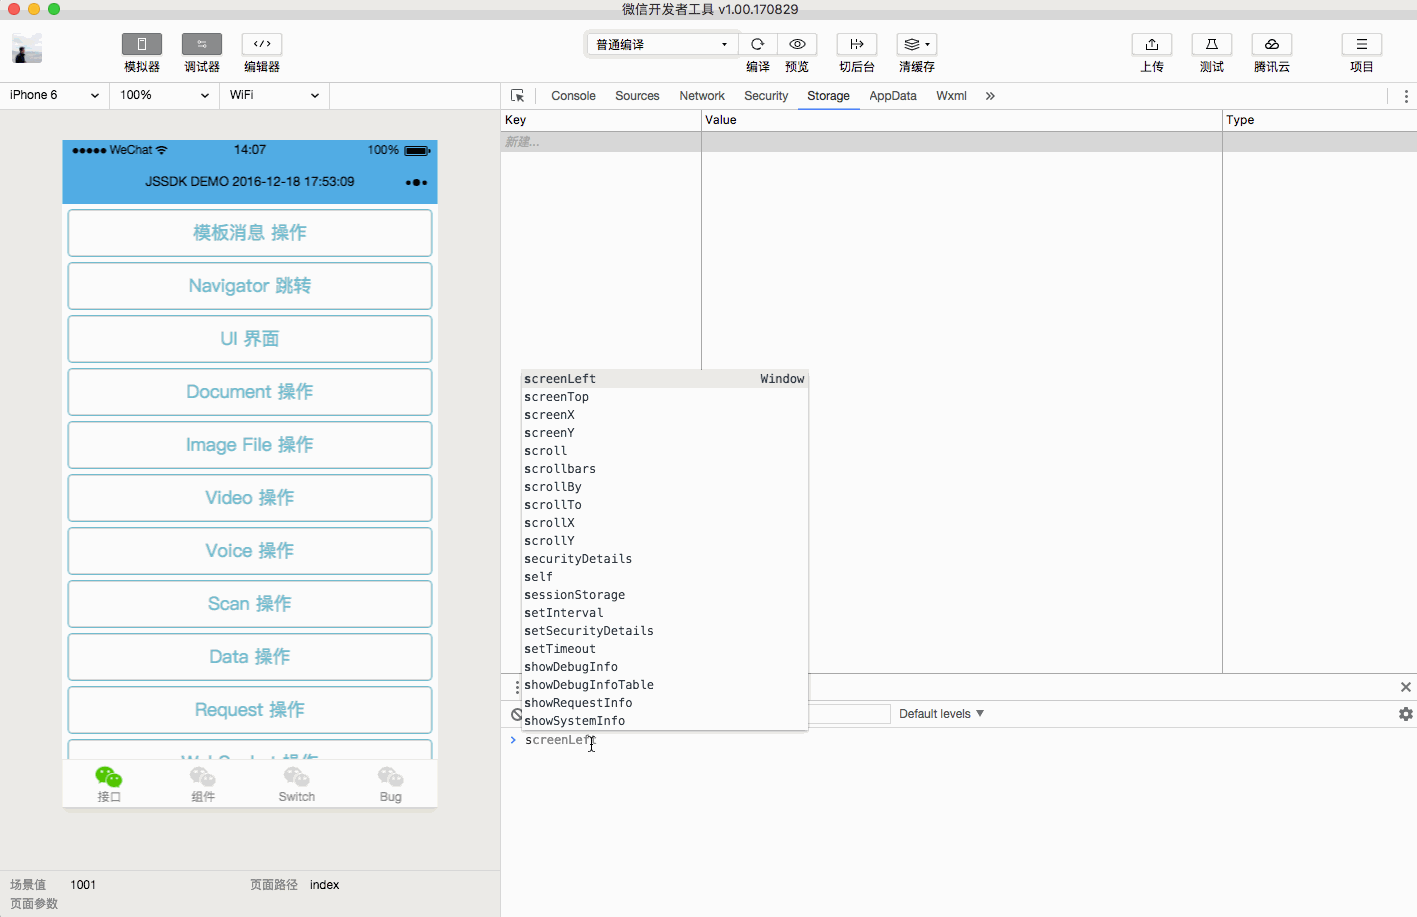 微信开发者工具 v1.00.170829
模拟器 调试器 编辑器 普通编译 编译 预览 切后台 清缓存 上传 测试 腾讯云 项目
iPhone 6 100% WiFi
Console Sources Network Security Storage AppData Wxml
Key Value Type
新建...
WeChat 14:07 100%
JSSDK DEMO 2016-12-18 17:53:09
模板消息 操作
Navigator 跳转
UI 界面
Document 操作
Image File 操作
Video 操作
Voice 操作
Scan 操作
Data 操作
Request 操作
接口 组件 Switch Bug
场景值 1001 页面路径 index
页面参数
screenLeft Window
screenTop
screenX
screenY
scroll
scrollbars
scrollBy
scrollTo
scrollX
scrollY
securityDetails
self
sessionStorage
setInterval
setSecurityDetails
setTimeout
showDebugInfo
showDebugInfoTable
showRequestInfo
showSystemInfo
Default levels
screenLeft